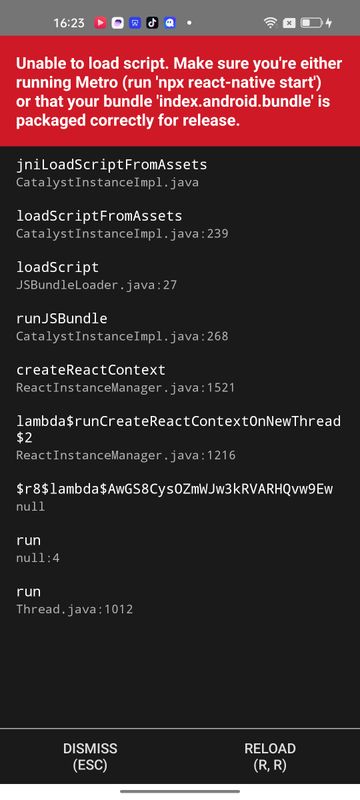 16:23
Unable to load script. Make sure you're either
running Metro (run 'npx react-native start')
or that your bundle 'index.android.bundle' is
packaged correctly for release.
jniLoadScriptFromAssets
CatalystInstanceImpl.java
loadScriptFromAssets
CatalystInstanceImpl.java:239
loadScript
JSBundleLoader.java:27
runJSBundle
CatalystInstanceImpl.java:268
createReactContext
ReactInstanceManager.java:1521
lambda$runCreateReactContextOnNewThread
$2
ReactInstanceManager.java:1216
$r8$lambda$AwGS8CysOZmWJw3kRVARHQvw9Ew
null
run
null:4
run
Thread.java:1012
DISMISS
(ESC)
RELOAD
(R, R)